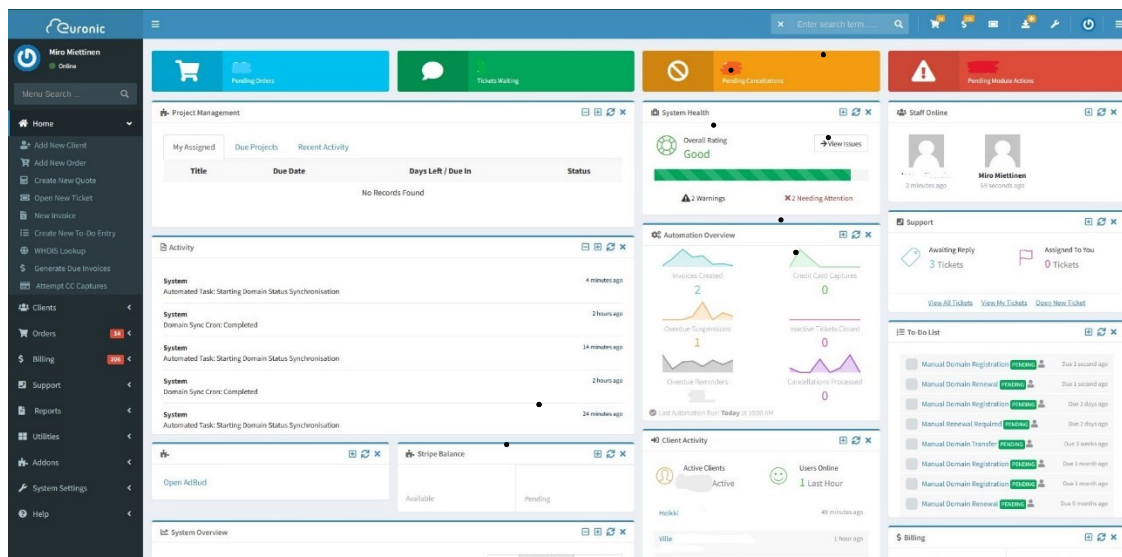 euronic
Enter search term.....
Miro Miettinen
Online
Menu Search ...
Home
Add New Client
Add New Order
Create New Quote
Open New Ticket
New Invoice
Create New To-Do Entry
WHOIS Lookup
Generate Due Invoices
Attempt CC Captures
Clients
Orders 34
Billing 206
Support
Reports
Utilities
Addons
System Settings
Help
Pending Orders
Tickets Waiting
Pending Cancellations
Pending Module Actions
Project Management
My Assigned Due Projects Recent Activity
Title Due Date Days Left / Due In Status
No Records Found
Activity
System 4 minutes ago
Automated Task: Starting Domain Status Synchronisation
System 2 hours ago
Domain Sync Cron: Completed
System 14 minutes ago
Automated Task: Starting Domain Status Synchronisation
System 2 hours ago
Domain Sync Cron: Completed
System 24 minutes ago
Automated Task: Starting Domain Status Synchronisation
Open AdBud
Stripe Balance
Available Pending
System Overview
System Health
Overall Rating
Good
View Issues
2 Warnings 2 Needing Attention
Automation Overview
Invoices Created Credit Card Captures
2 0
Overdue Suspensions Inactive Tickets Closed
1 0
Overdue Reminders Cancellations Processed
0
Last Automation Run: Today at 10:00 AM
Client Activity
Active Clients Users Online
Active 1 Last Hour
Heikki 49 minutes ago
Ville 1 hour ago
Staff Online
Miro Miettinen
2 minutes ago 59 seconds ago
Support
Awaiting Reply Assigned To You
3 Tickets 0 Tickets
View All Tickets View My Tickets Open New Ticket
To-Do List
Manual Domain Registration PENDING Due 1 second ago
Manual Domain Renewal PENDING Due 1 second ago
Manual Domain Registration PENDING Due 2 days ago
Manual Renewal Required PENDING Due 2 days ago
Manual Domain Transfer PENDING Due 3 weeks ago
Manual Domain Registration PENDING Due 1 month ago
Manual Domain Registration PENDING Due 1 month ago
Manual Domain Renewal PENDING Due 5 months ago
Billing